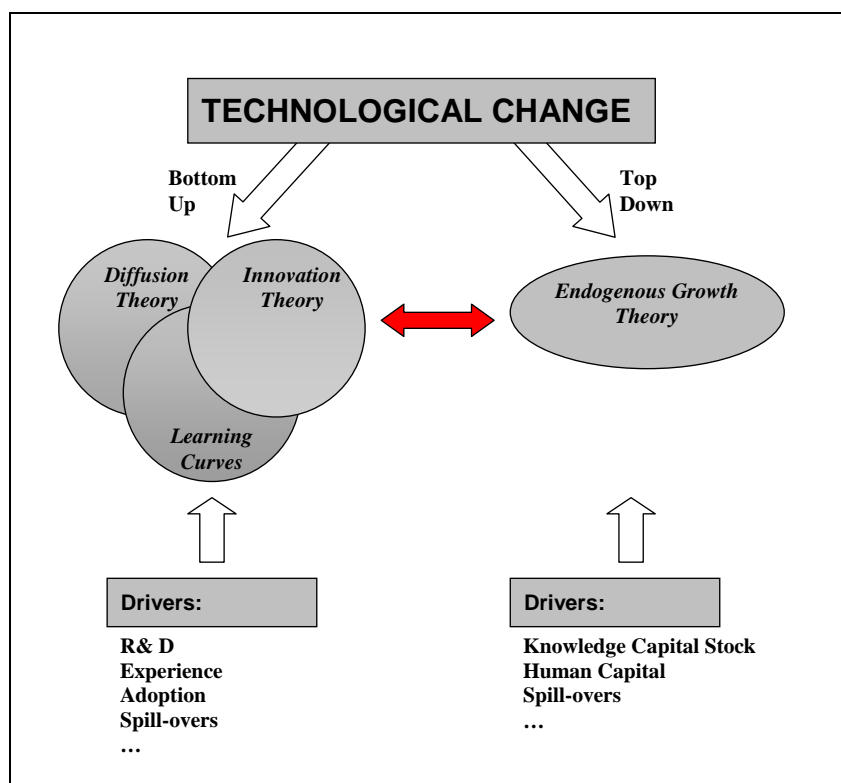 TECHNOLOGICAL CHANGE
Bottom
Up
Top
Down
Diffusion
Theory
Innovation
Theory
Learning
Curves
Endogenous Growth
Theory
Drivers:
R& D
Experience
Adoption
Spill-overs
…
Drivers:
Knowledge Capital Stock
Human Capital
Spill-overs
…